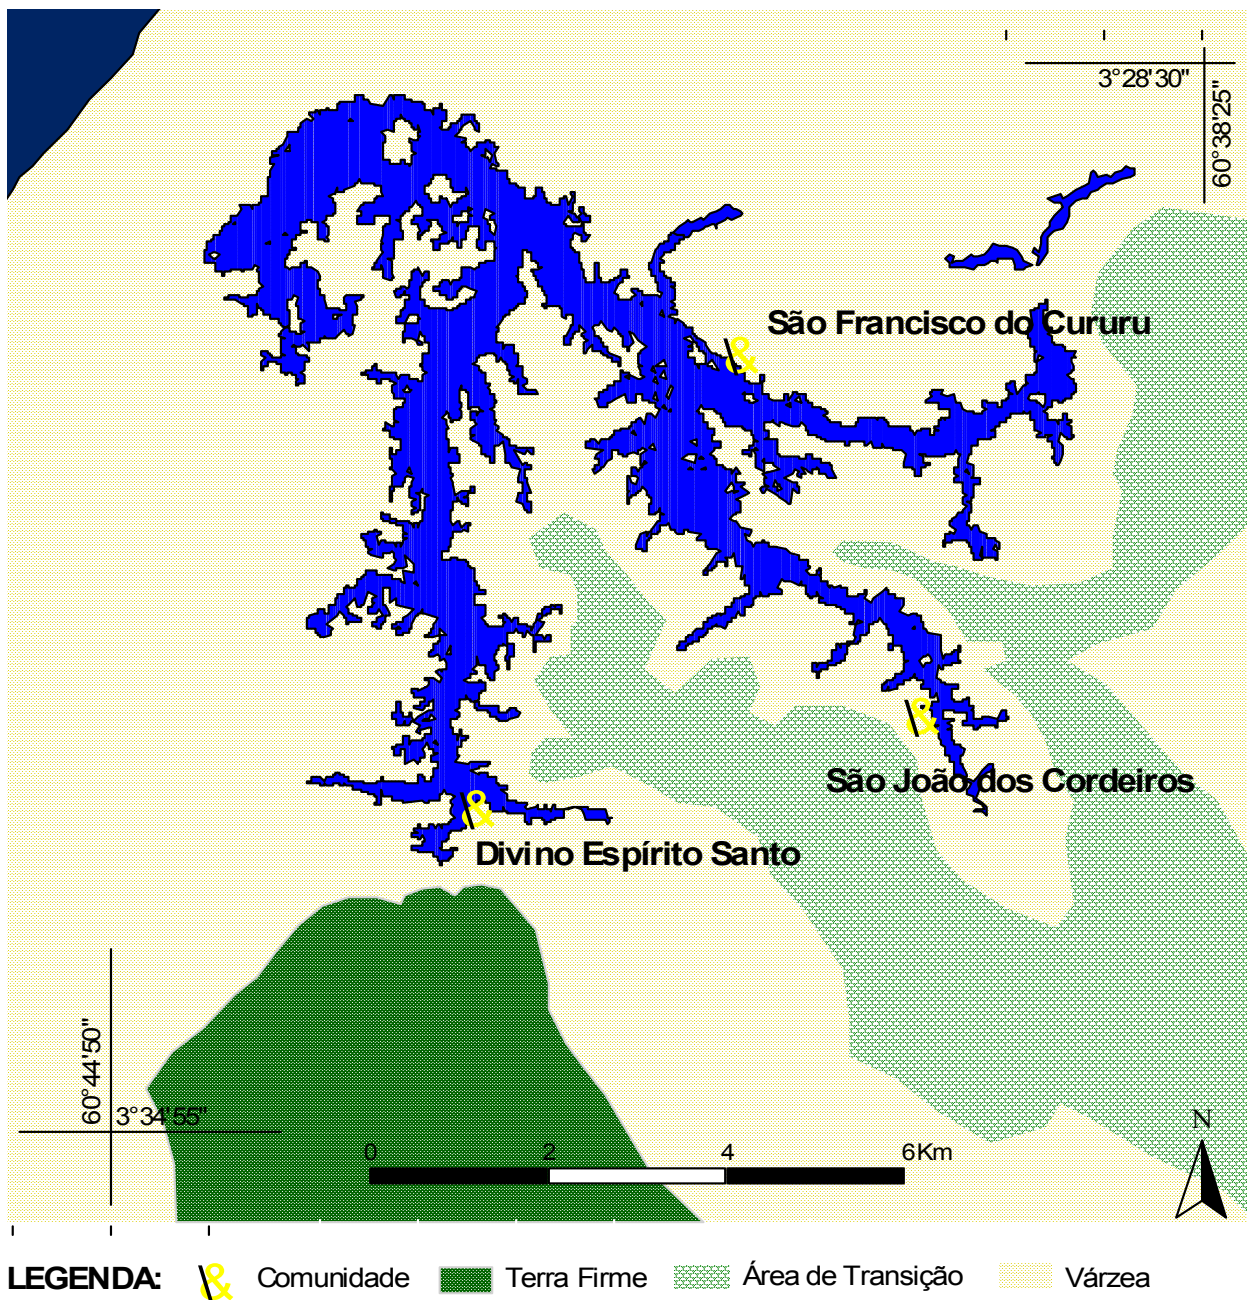 3°28'30"
60°38'25"
São Francisco do Cururu
&
&
São João dos Cordeiros
&
Divino Espírito Santo
60°44'50"
3°34'55"
N
0 2 4 6Km
LEGENDA: & Comunidade Terra Firme Área de Transição Várzea